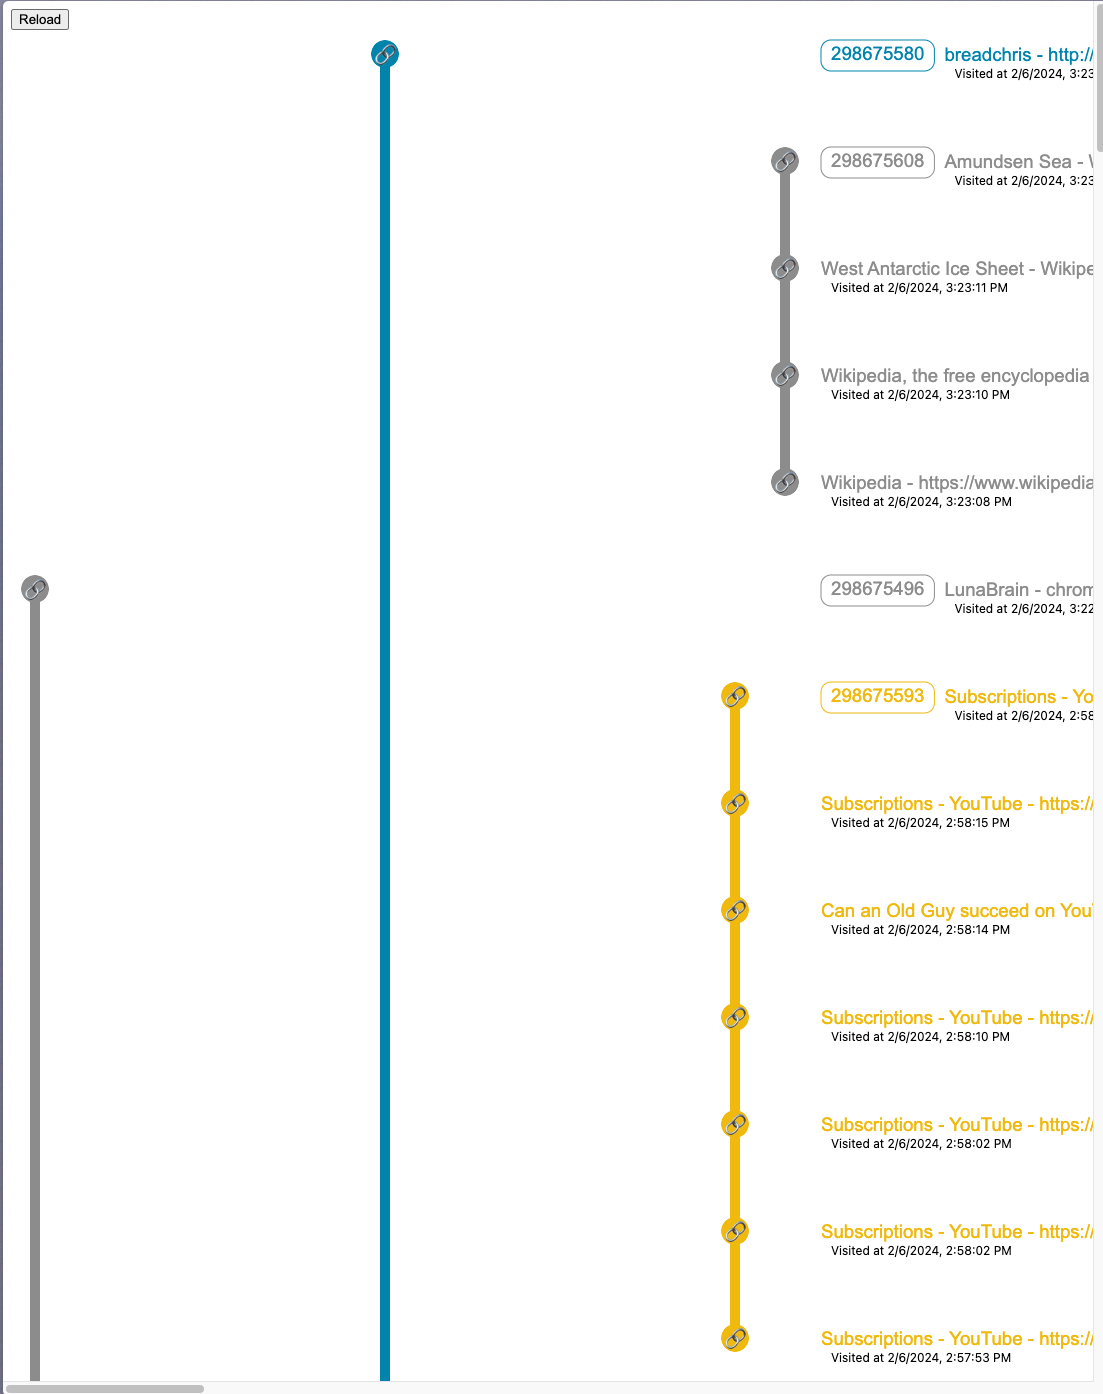 Reload
298675580 breadchris - http://
Visited at 2/6/2024, 3:23
298675608 Amundsen Sea -
Visited at 2/6/2024, 3:23
West Antarctic Ice Sheet - Wikipe
Visited at 2/6/2024, 3:23:11 PM
Wikipedia, the free encyclopedia
Visited at 2/6/2024, 3:23:10 PM
Wikipedia - https://www.wikipedia
Visited at 2/6/2024, 3:23:08 PM
298675496 LunaBrain - chrom
Visited at 2/6/2024, 3:22
298675593 Subscriptions - Yo
Visited at 2/6/2024, 2:58
Subscriptions - YouTube - https://
Visited at 2/6/2024, 2:58:15 PM
Can an Old Guy succeed on You
Visited at 2/6/2024, 2:58:14 PM
Subscriptions - YouTube - https://
Visited at 2/6/2024, 2:58:10 PM
Subscriptions - YouTube - https://
Visited at 2/6/2024, 2:58:02 PM
Subscriptions - YouTube - https://
Visited at 2/6/2024, 2:58:02 PM
Subscriptions - YouTube - https://
Visited at 2/6/2024, 2:57:53 PM